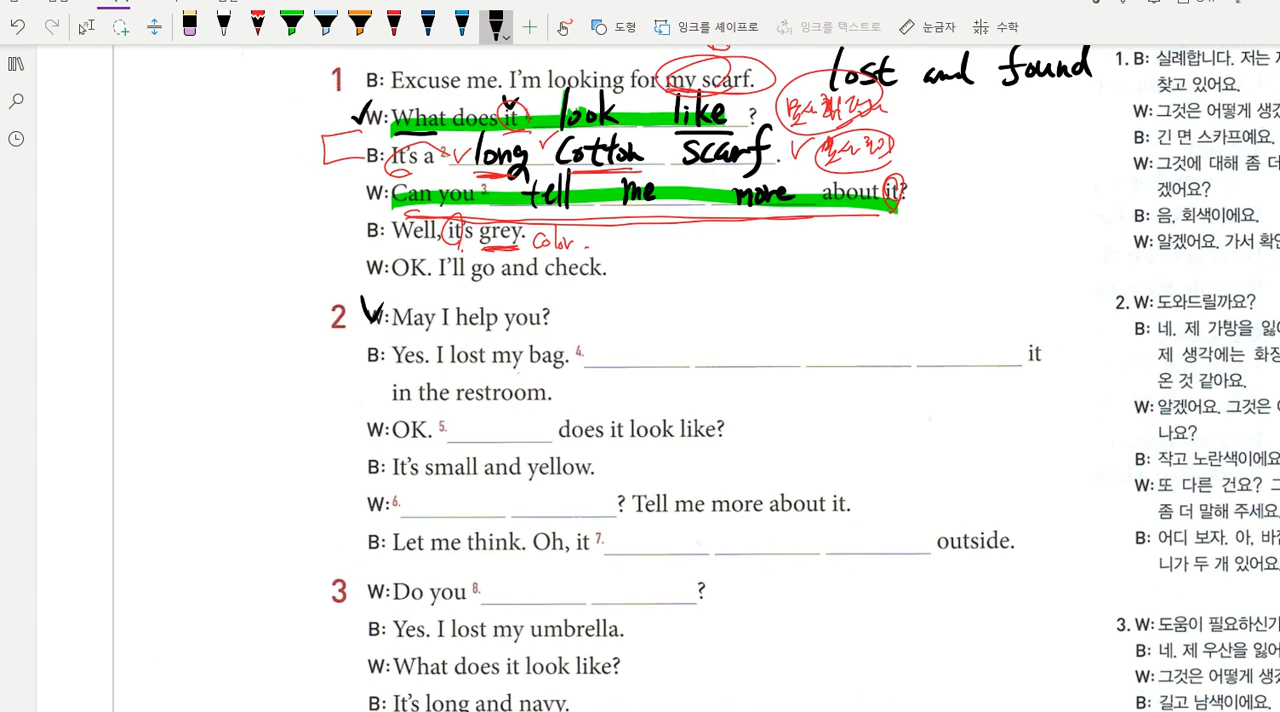 도형
잉크를 셰이프로
잉크를 텍스트로
눈금자
수학
lost and found
1 B: Excuse me. I'm looking for my scarf.
W: What does it 1. look like ?
B: It's a 2. long cotton scarf .
W: Can you 3. tell me more about it?
B: Well, it's grey. color.
W: OK. I'll go and check.
2 W: May I help you?
B: Yes. I lost my bag. 4. it
in the restroom.
W: OK. 5. does it look like?
B: It's small and yellow.
W: 6. ? Tell me more about it.
B: Let me think. Oh, it 7. outside.
3 W: Do you 8. ?
B: Yes. I lost my umbrella.
W: What does it look like?
B: It's long and navy.
1. B: 실례합니다. 저는
찾고 있어요.
W: 그것은 어떻게
B: 긴 면 스카프예요.
W: 그것에 대해 좀 더
겠어요?
B: 음, 회색이에요.
W: 알겠어요. 가서
2. W: 도와드릴까요?
B: 네. 제 가방을
제 생각에는
온 것 같아요.
W: 알겠어요. 그것은
나요?
B: 작고 노란색이에요
W: 또 다른 건요?
좀 더 말해 주세요.
B: 어디 보자. 아,
니가 두 개 있어요
3. W: 도움이 필요하신가
B: 네. 제 우산을
W: 그것은 어떻게
B: 길고 남색이에요.